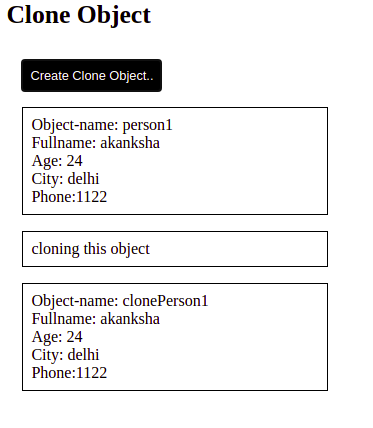 Clone Object
Create Clone Object..
Object-name: person1
Fullname: akanksha
Age: 24
City: delhi
Phone:1122
cloning this object
Object-name: clonePerson1
Fullname: akanksha
Age: 24
City: delhi
Phone:1122